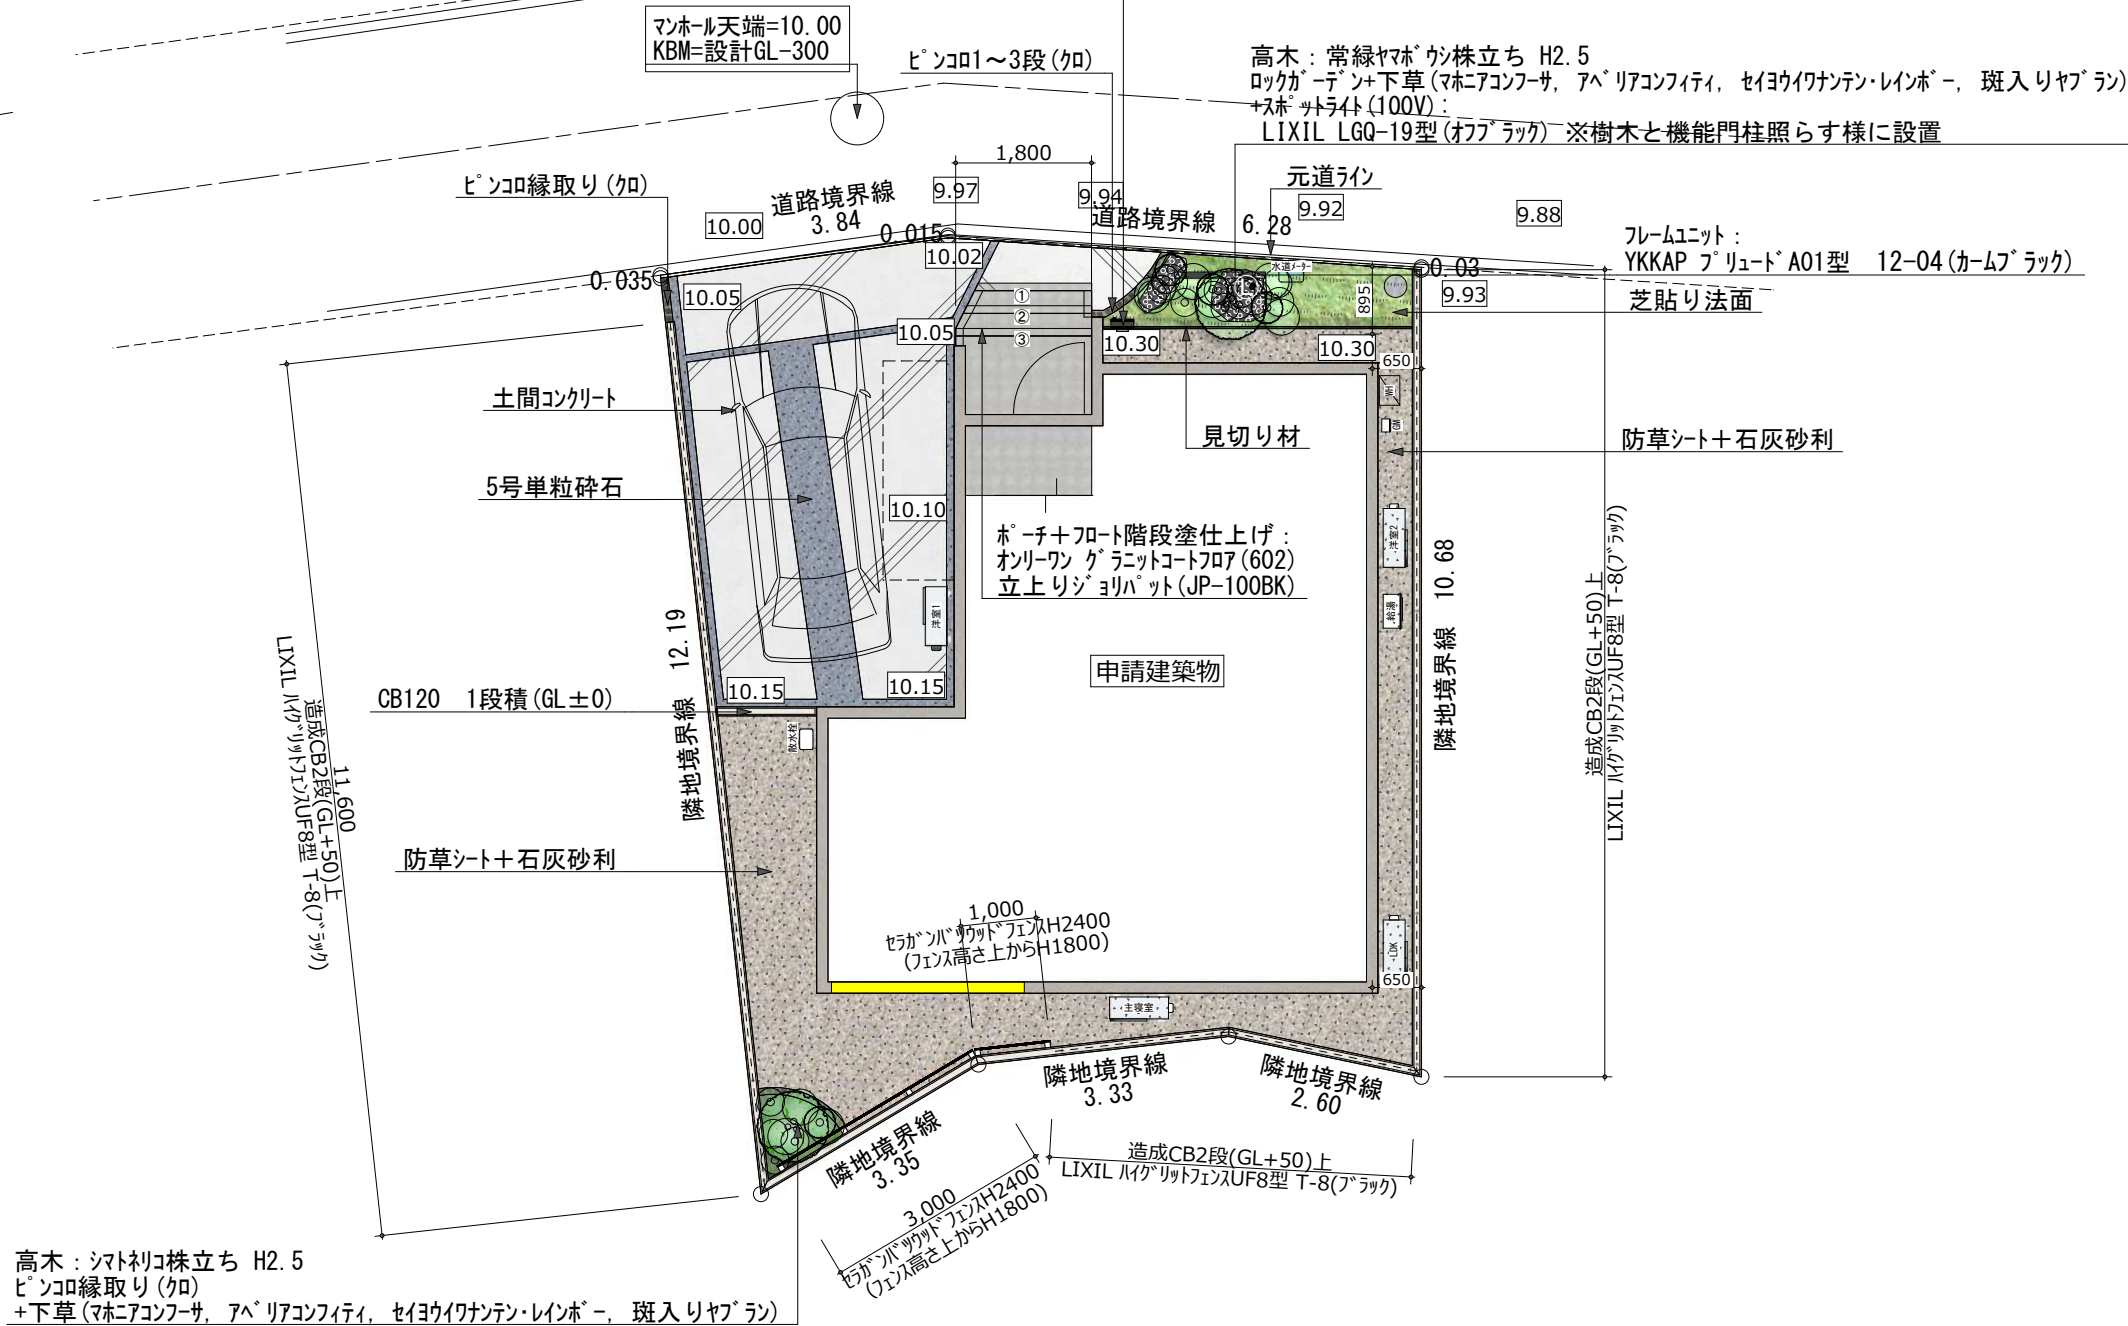 マンホール天端=10.00
KBM=設計GL-300
ピンコロ1～3段(クロ)
高木：常緑ヤマボウシ株立ち H2.5
ロックガーデン+下草(マホニアコンフーサ, アベリアコンフィティ, セイヨウイワナンテン・レインボー, 斑入りヤブラン)
+スポットライト(100V)：
LIXIL LGQ-19型(オフブラック) ※樹木と機能門柱照らす様に設置
1,800
ピンコロ縁取り(クロ)
道路境界線
3.84
10.00
9.97
9.94
道路境界線 6.28
元道ライン
9.92
9.88
フレームユニット：
YKKAP プリュードA01型 12-04(カームブラック)
0.015
10.02
0.035
10.05
水道メーター
0.03
9.93
895
芝貼り法面
①
②
③
10.05
10.30
10.30
650
土間コンクリート
見切り材
WH
GM
防草シート＋石灰砂利
5号単粒砕石
10.10
ポーチ＋フロート階段塗仕上げ：
オンリーワン グラニットコートフロア(602)
立上りジョリパット(JP-100BK)
洋室2
隣地境界線 10.68
造成CB2段(GL+50)上
LIXIL ハイグリットフェンスUF8型 T-8(ブラック)
洋室1
給湯
隣地境界線 12.19
申請建築物
10.15
10.15
CB120 1段積(GL±0)
散水栓
11,600
造成CB2段(GL+50)上
LIXIL ハイグリットフェンスUF8型 T-8(ブラック)
防草シート＋石灰砂利
1,000
セラガンバツウッドフェンスH2400
(フェンス高さ上からH1800)
LDK
650
主寝室
隣地境界線
3.33
隣地境界線
2.60
隣地境界線
3.35
造成CB2段(GL+50)上
LIXIL ハイグリットフェンスUF8型 T-8(ブラック)
3,000
セラガンバツウッドフェンスH2400
(フェンス高さ上からH1800)
高木：シマトネリコ株立ち H2.5
ピンコロ縁取り(クロ)
+下草(マホニアコンフーサ, アベリアコンフィティ, セイヨウイワナンテン・レインボー, 斑入りヤブラン)